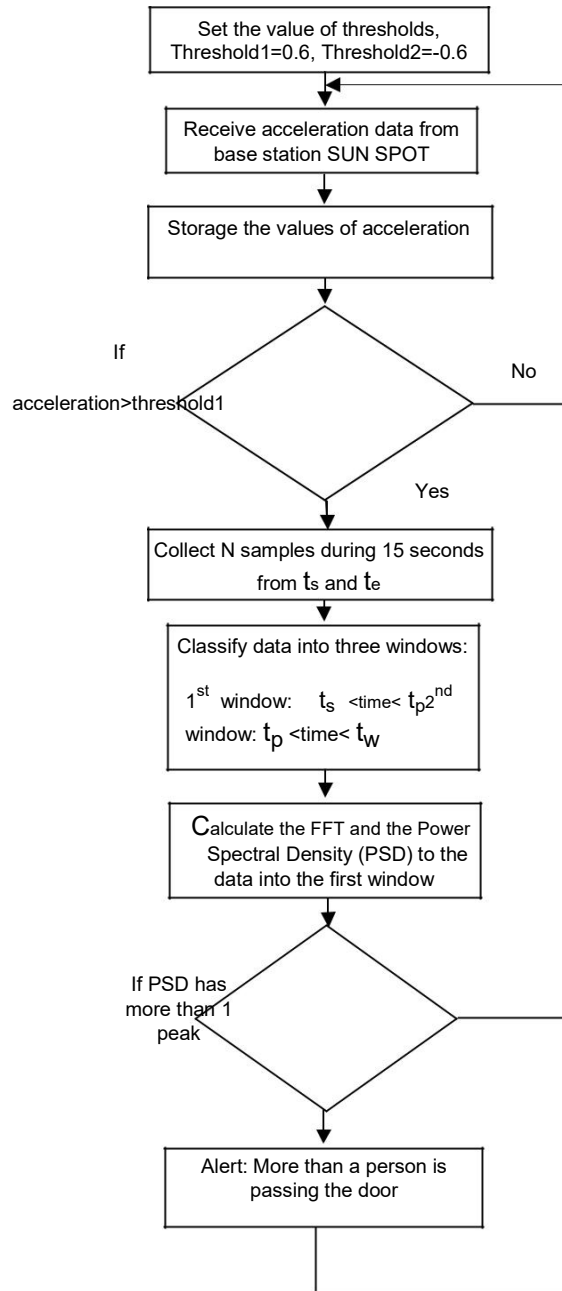 Set the value of thresholds,
Threshold1=0.6, Threshold2=-0.6
Receive acceleration data from
base station SUN SPOT
Storage the values of acceleration
If
acceleration>threshold1
No
Yes
Collect N samples during 15 seconds
from ts and te
Classify data into three windows:
1st window: ts <time< tp2nd
window: tp <time< tw
Calculate the FFT and the Power
Spectral Density (PSD) to the
data into the first window
If PSD has
more than 1
peak
Alert: More than a person is
passing the door